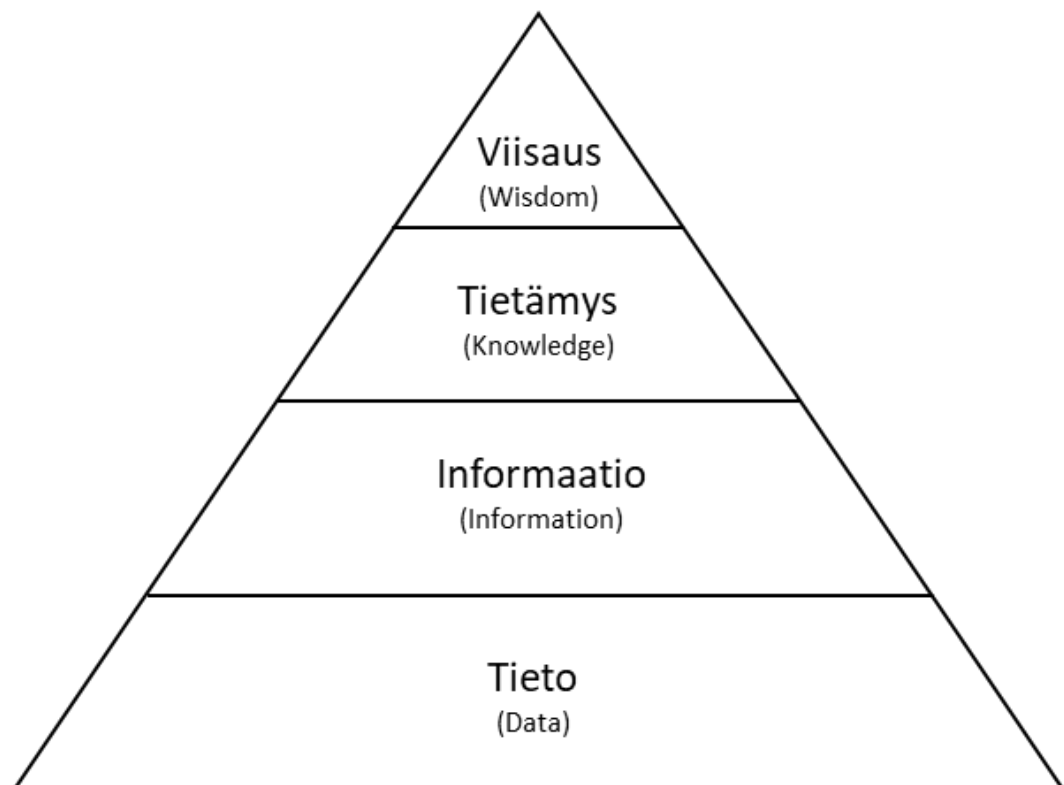 Viisaus
(Wisdom)
Tietämys
(Knowledge)
Informaatio
(Information)
Tieto
(Data)